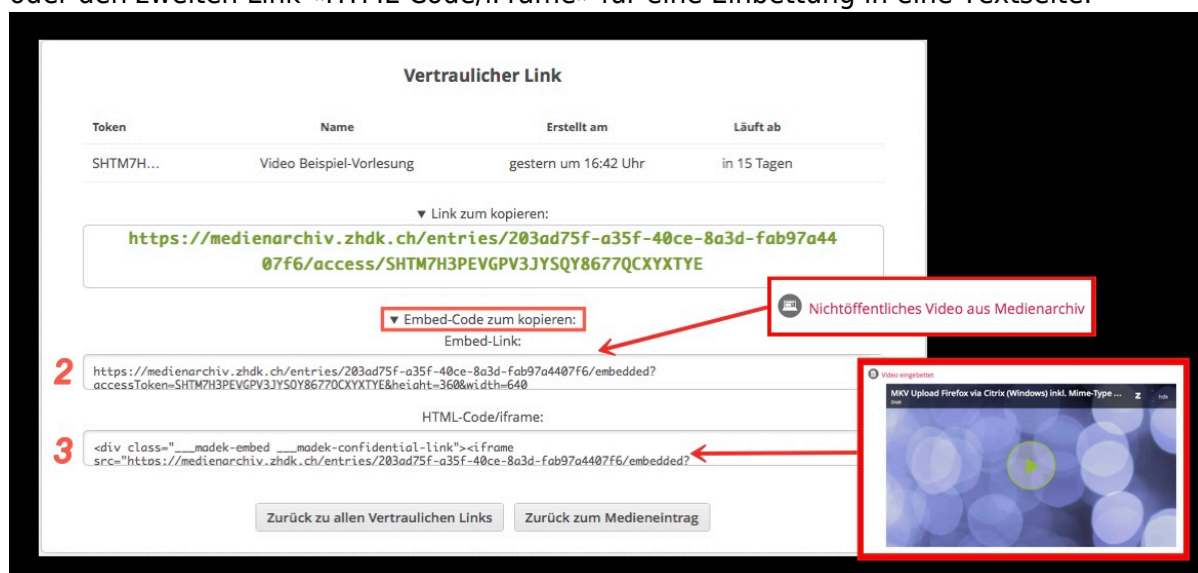 oder den zweiten Link «HTML-Code/iFrame» für eine Einbettung in eine Textseite.
Vertraulicher Link
Token Name Erstellt am Läuft ab
SHTM7H... Video Beispiel-Vorlesung gestern um 16:42 Uhr in 15 Tagen
▼ Link zum kopieren:
https://medienarchiv.zhdk.ch/entries/203ad75f-a35f-40ce-8a3d-fab97a44
07f6/access/SHTM7H3PEVGPV3JYSQY8677QCXYXTYE
Nichtöffentliches Video aus Medienarchiv
▼ Embed-Code zum kopieren:
Embed-Link:
2
https://medienarchiv.zhdk.ch/entries/203ad75f-a35f-40ce-8a3d-fab97a4407f6/embedded?
accessToken=SHTM7H3PEVGPV3JYSQY8677QCXYXTYE&height=360&width=640
Video eingebettet
MKV Upload Firefox via Citrix (Windows) inkl. Mime-Type ... Z hdk
ZHdK
HTML-Code/iframe:
3
<div class="___madek-embed ___madek-confidential-link"><iframe
src="https://medienarchiv.zhdk.ch/entries/203ad75f-a35f-40ce-8a3d-fab97a4407f6/embedded?
Zurück zu allen Vertraulichen Links Zurück zum Medieneintrag